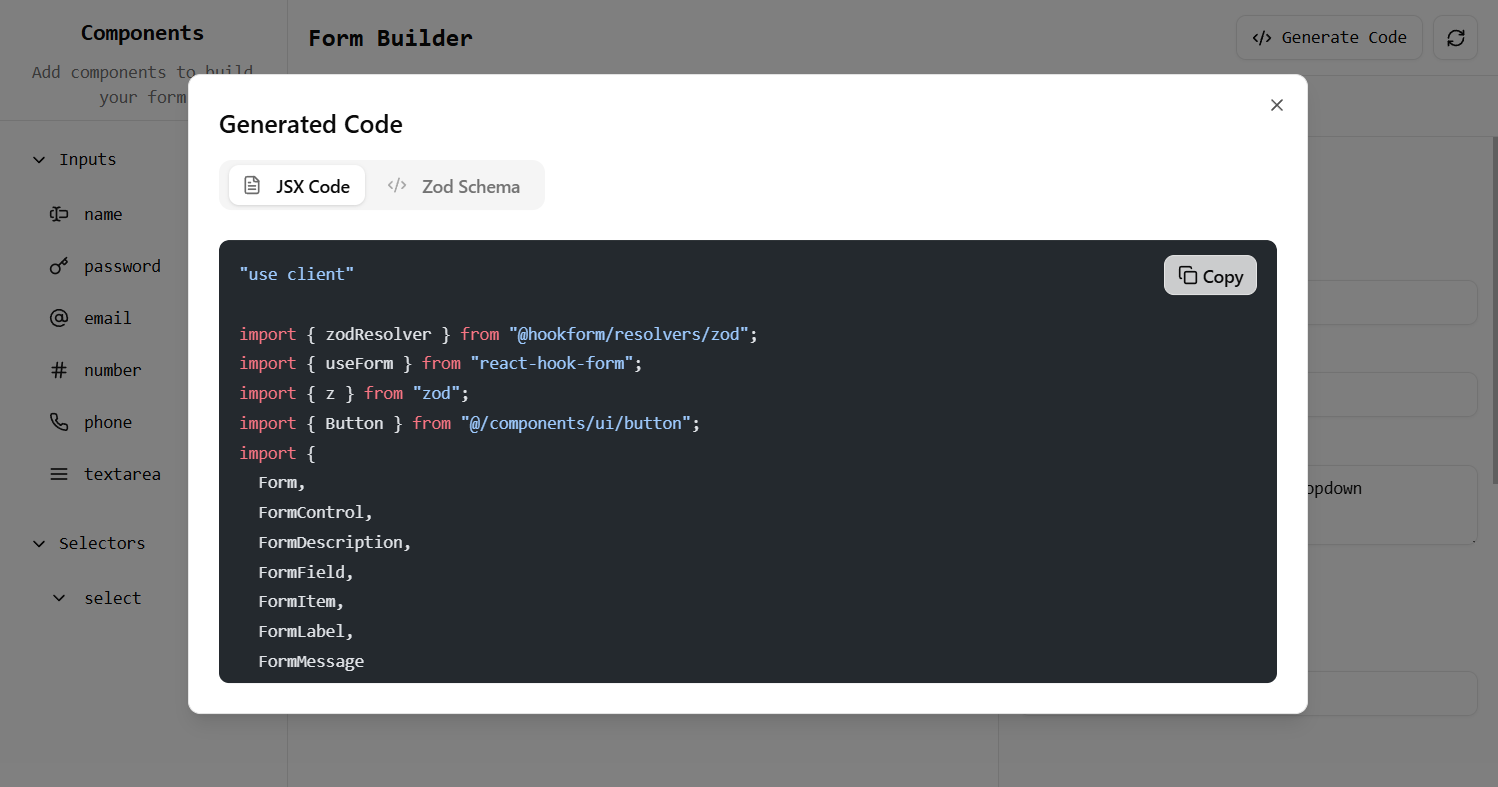 Components
Add components to build
your form
Inputs
name
password
email
number
phone
textarea
Selectors
select
Form Builder
</> Generate Code
Generated Code
JSX Code
</> Zod Schema
Copy
"use client"
import { zodResolver } from "@hookform/resolvers/zod";
import { useForm } from "react-hook-form";
import { z } from "zod";
import { Button } from "@/components/ui/button";
import {
Form,
FormControl,
FormDescription,
FormField,
FormItem,
FormLabel,
FormMessage